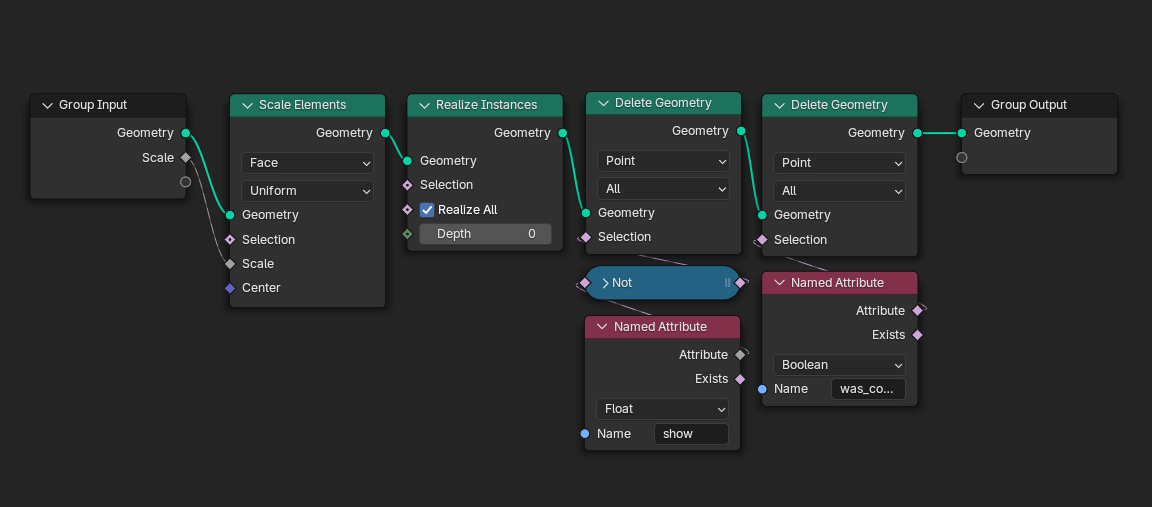 Group Input
Geometry
Scale
Scale Elements
Geometry
Face
Uniform
Geometry
Selection
Scale
Center
Realize Instances
Geometry
Geometry
Selection
Realize All
Depth 0
Delete Geometry
Geometry
Point
All
Geometry
Selection
Not
Named Attribute
Attribute
Exists
Float
Name show
Delete Geometry
Geometry
Point
All
Geometry
Selection
Named Attribute
Attribute
Exists
Boolean
Name was_co...
Group Output
Geometry